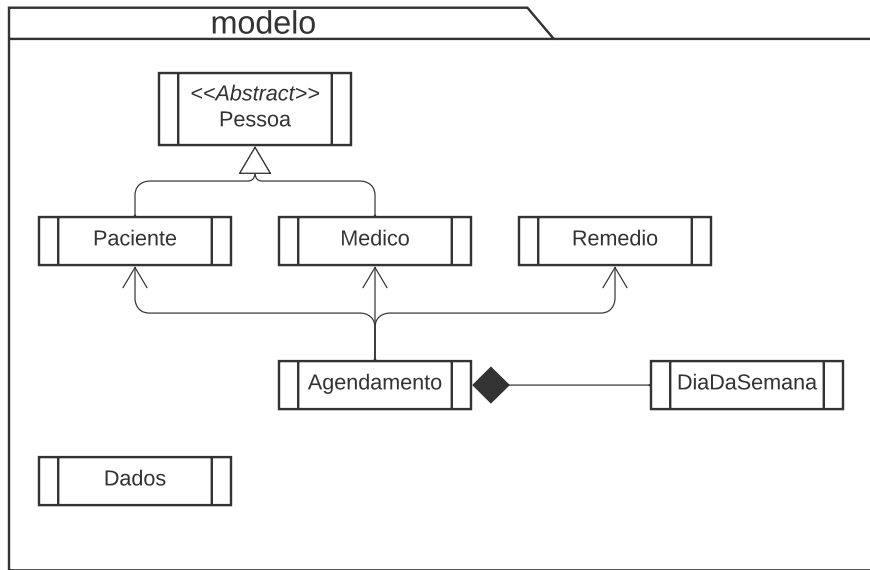 modelo
<<Abstract>>
Pessoa
Paciente
Medico
Remedio
Agendamento
DiaDaSemana
Dados